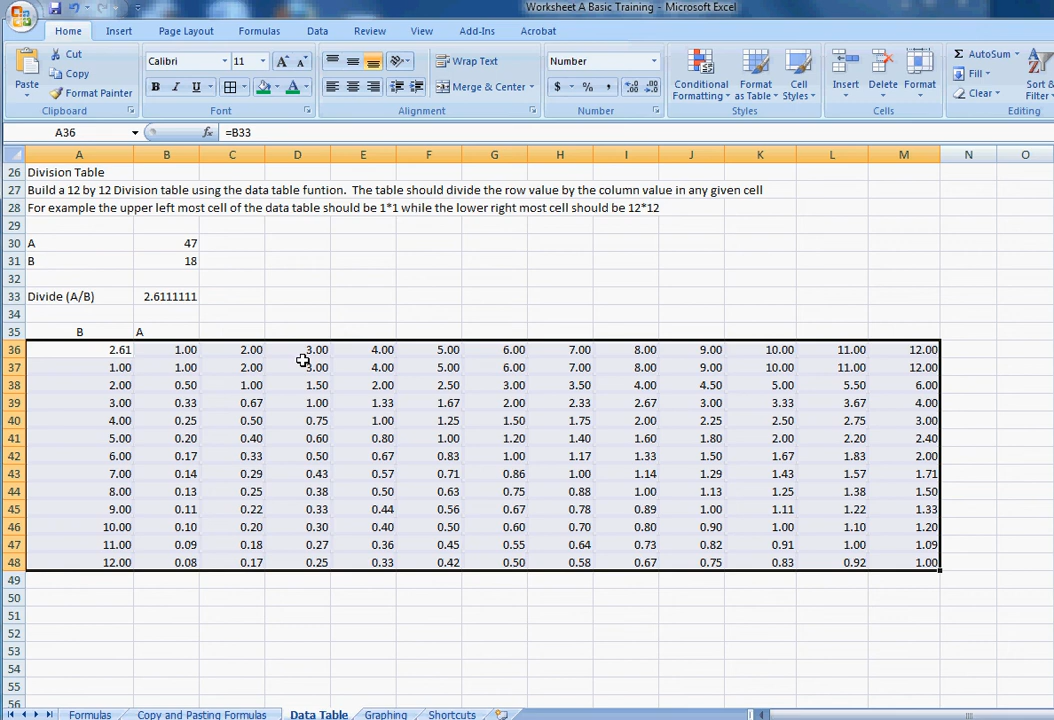 Worksheet A Basic Training - Microsoft Excel
Home Insert Page Layout Formulas Data Review View Add-Ins Acrobat
Cut
Copy
Format Painter
Paste
Clipboard
Calibri 11
B I U
Font
Wrap Text
Merge & Center
Alignment
Number
$ % ,
Number
Conditional Formatting
Format as Table
Cell Styles
Styles
Insert Delete Format
Cells
AutoSum
Fill
Clear
Sort &
Filter
Editing
A36 fx =B33
A B C D E F G H I J K L M N O
26 Division Table
27 Build a 12 by 12 Division table using the data table funtion. The table should divide the row value by the column value in any given cell
28 For example the upper left most cell of the data table should be 1*1 while the lower right most cell should be 12*12
29
30 A 47
31 B 18
32
33 Divide (A/B) 2.6111111
34
35 B A
36 2.61 1.00 2.00 3.00 4.00 5.00 6.00 7.00 8.00 9.00 10.00 11.00 12.00
37 1.00 1.00 2.00 3.00 4.00 5.00 6.00 7.00 8.00 9.00 10.00 11.00 12.00
38 2.00 0.50 1.00 1.50 2.00 2.50 3.00 3.50 4.00 4.50 5.00 5.50 6.00
39 3.00 0.33 0.67 1.00 1.33 1.67 2.00 2.33 2.67 3.00 3.33 3.67 4.00
40 4.00 0.25 0.50 0.75 1.00 1.25 1.50 1.75 2.00 2.25 2.50 2.75 3.00
41 5.00 0.20 0.40 0.60 0.80 1.00 1.20 1.40 1.60 1.80 2.00 2.20 2.40
42 6.00 0.17 0.33 0.50 0.67 0.83 1.00 1.17 1.33 1.50 1.67 1.83 2.00
43 7.00 0.14 0.29 0.43 0.57 0.71 0.86 1.00 1.14 1.29 1.43 1.57 1.71
44 8.00 0.13 0.25 0.38 0.50 0.63 0.75 0.88 1.00 1.13 1.25 1.38 1.50
45 9.00 0.11 0.22 0.33 0.44 0.56 0.67 0.78 0.89 1.00 1.11 1.22 1.33
46 10.00 0.10 0.20 0.30 0.40 0.50 0.60 0.70 0.80 0.90 1.00 1.10 1.20
47 11.00 0.09 0.18 0.27 0.36 0.45 0.55 0.64 0.73 0.82 0.91 1.00 1.09
48 12.00 0.08 0.17 0.25 0.33 0.42 0.50 0.58 0.67 0.75 0.83 0.92 1.00
49
50
51
52
53
54
55
56
Formulas Copy and Pasting Formulas Data Table Graphing Shortcuts